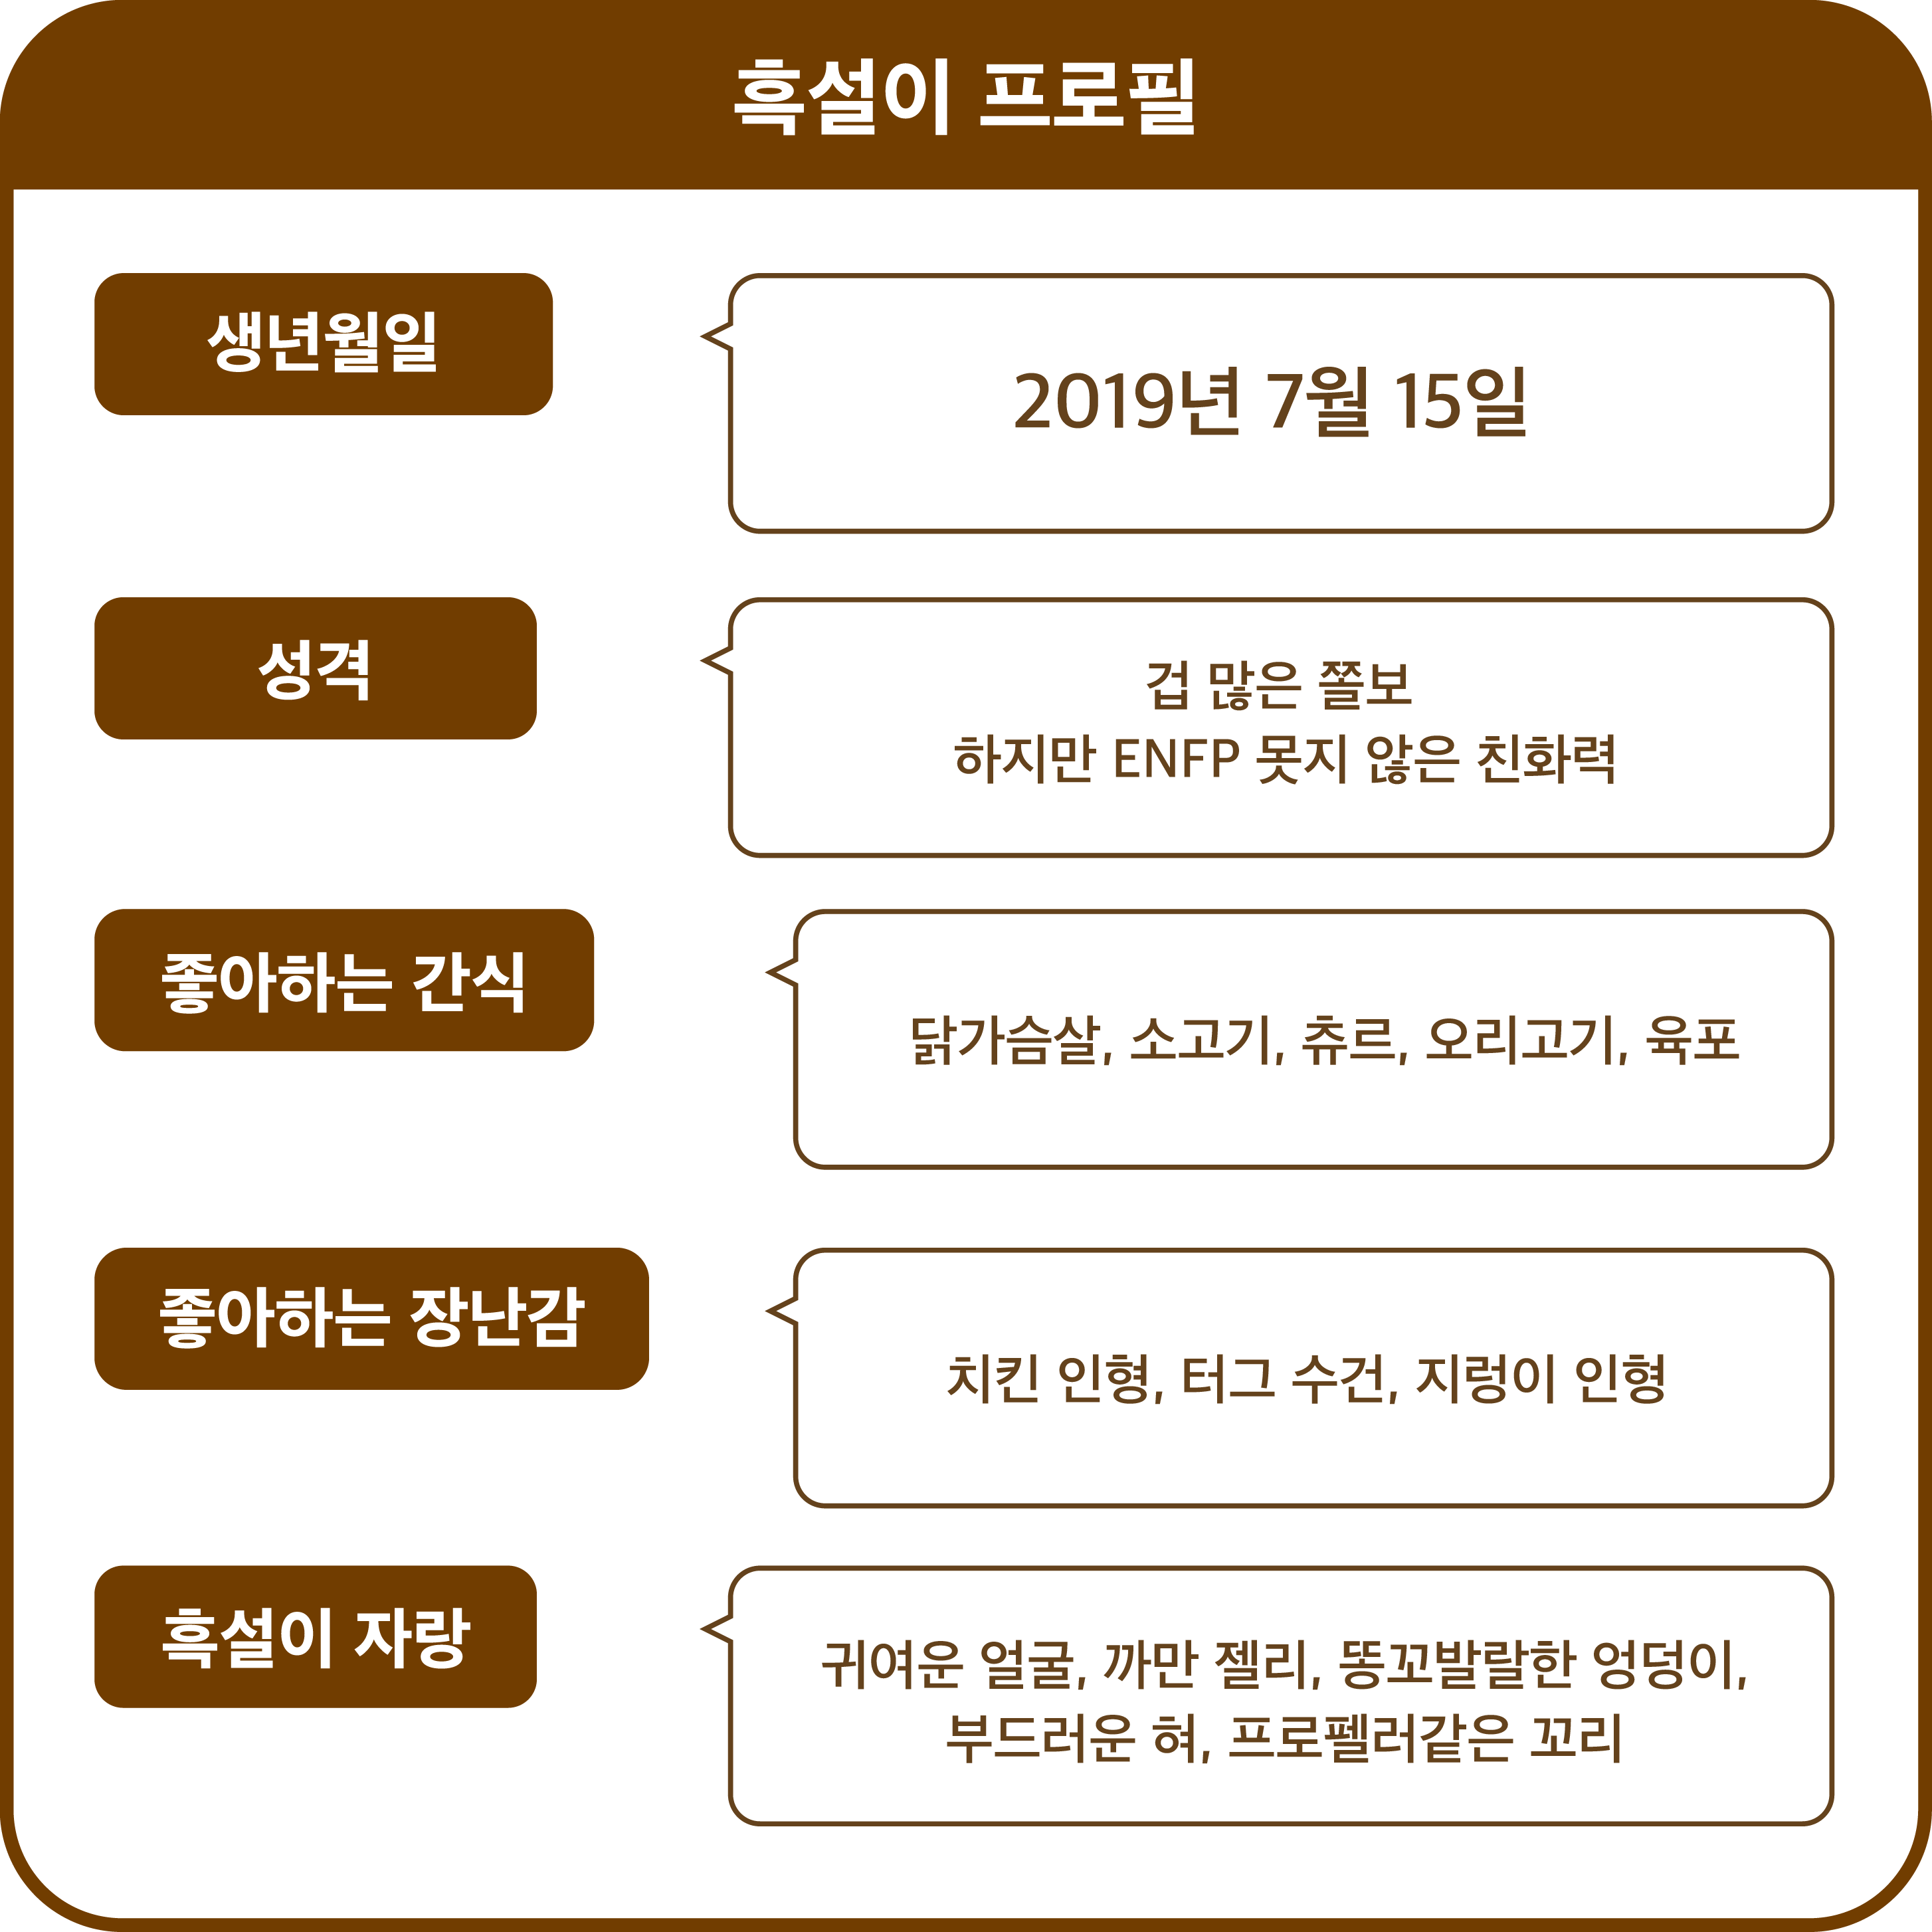 흑설이 프로필
생년월일
2019년 7월 15일
성격
겁 많은 쫄보
하지만 ENFP 못지 않은 친화력
좋아하는 간식
닭가슴살, 소고기, 츄르, 오리고기, 육포
좋아하는 장난감
치킨 인형, 터그 수건, 지렁이 인형
흑설이 자랑
귀여운 얼굴, 까만 젤리, 몽끼몰랑한 엉덩이,
부드러운 혀, 프로펠러같은 꼬리